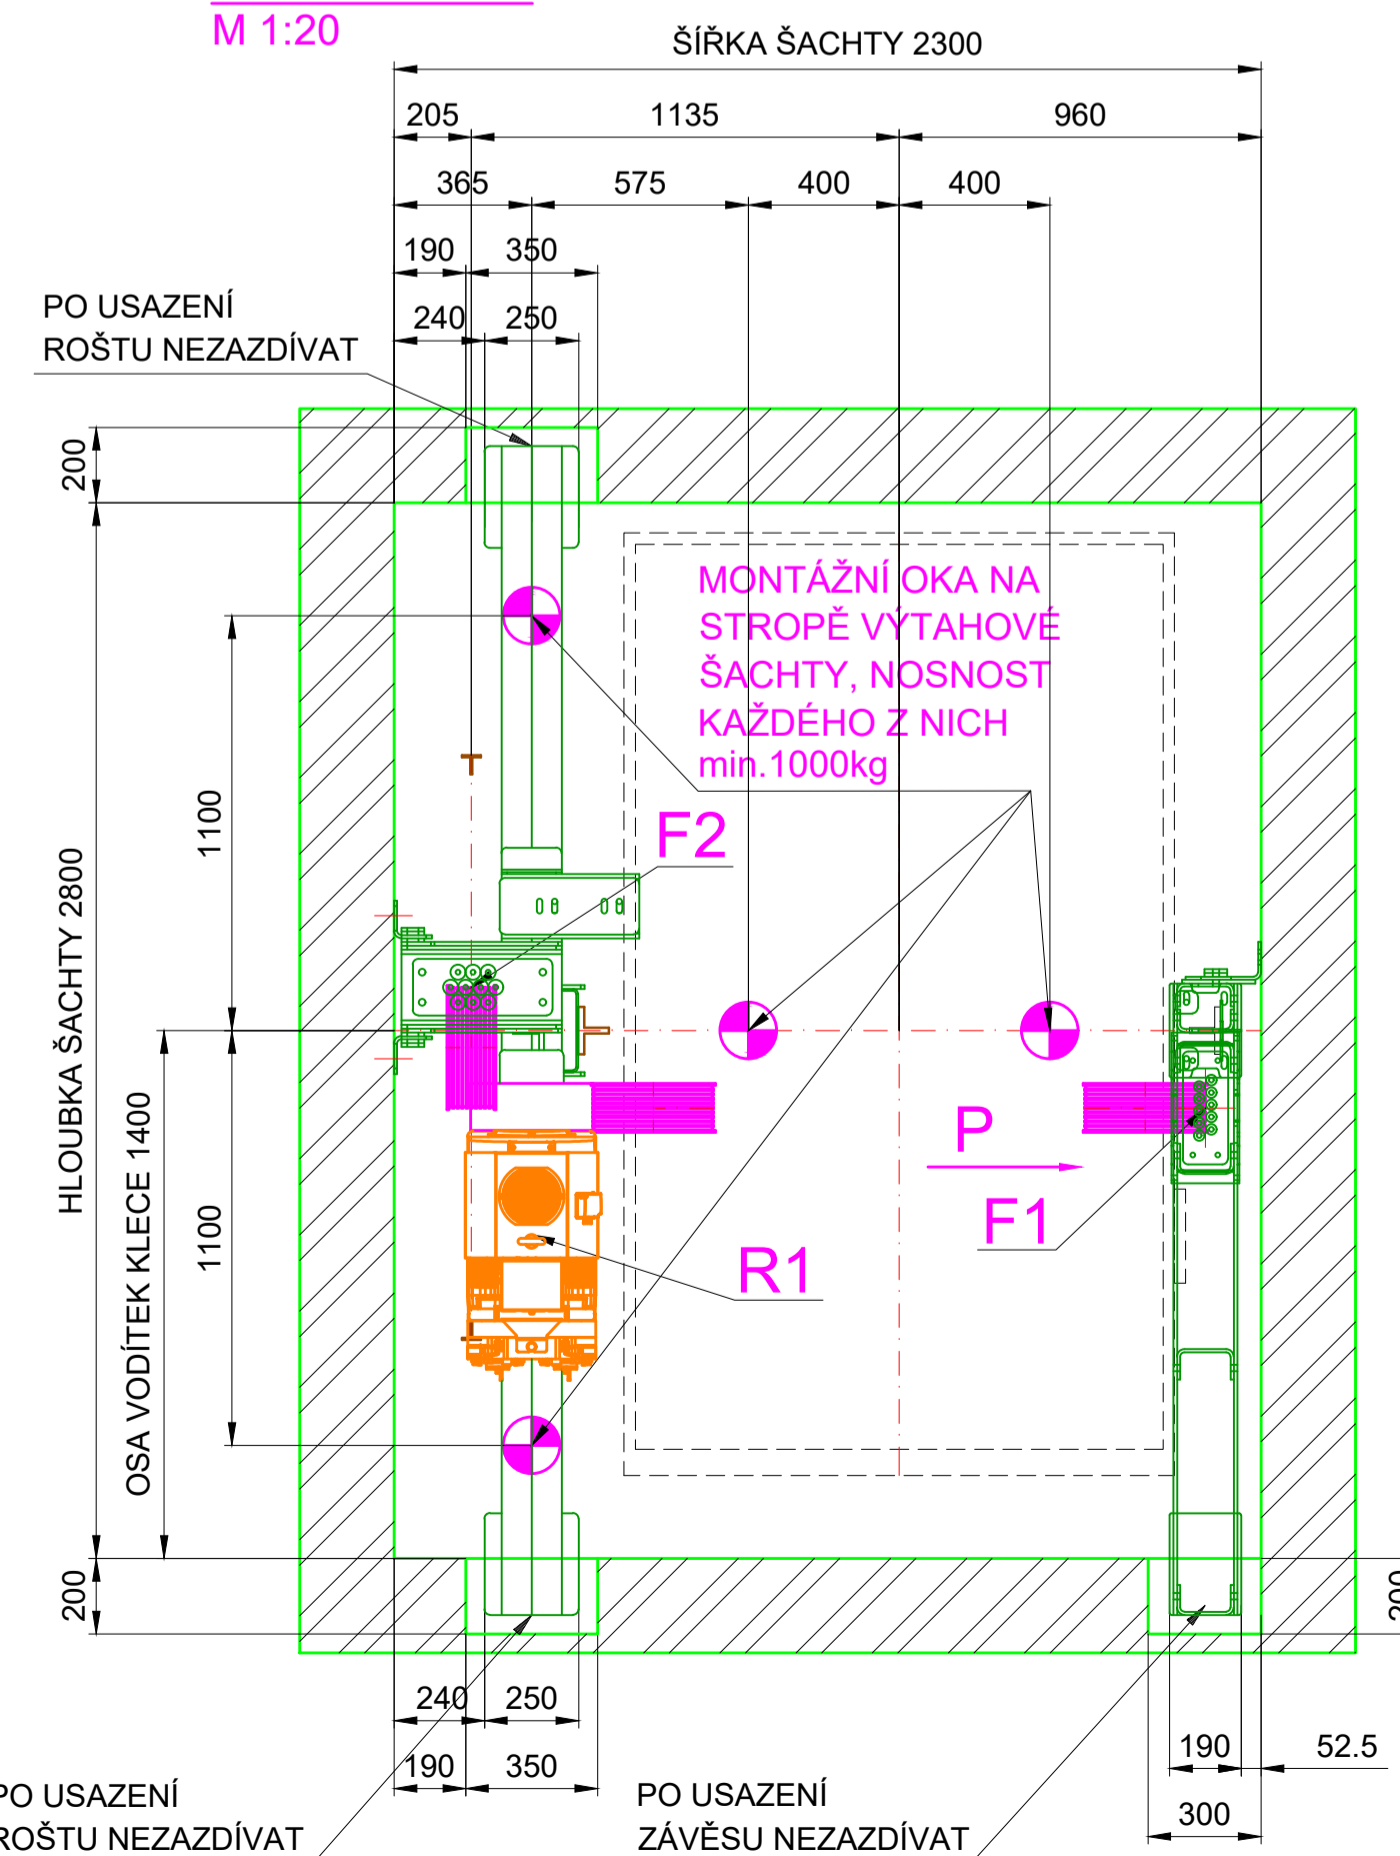 M 1:20
ŠÍŘKA ŠACHTY 2300
205
1135
960
365
575
400
400
190
350
240
250
PO USAZENÍ
ROŠTU NEZAZDÍVAT
200
MONTÁŽNÍ OKA NA
STROPĚ VÝTAHOVÉ
ŠACHTY, NOSNOST
KAŽDÉHO Z NICH
min.1000kg
F2
1100
HLOUBKA ŠACHTY 2800
OSA VODÍTEK KLECE 1400
1100
P
F1
R1
200
200
240
250
190
350
190
52.5
300
PO USAZENÍ
ROŠTU NEZAZDÍVAT
PO USAZENÍ
ZÁVĚSU NEZAZDÍVAT